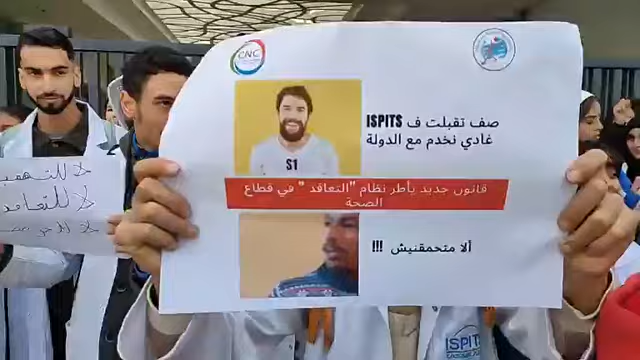 CNC
صف تقبلت ف ISPITS
غادي نخدم مع الدولة
S1
قانون جديد يأطر نظام "التعاقد " في قطاع
الصحة
ألا متحمقنيش !!!
لا للتعاقد
ISPITS